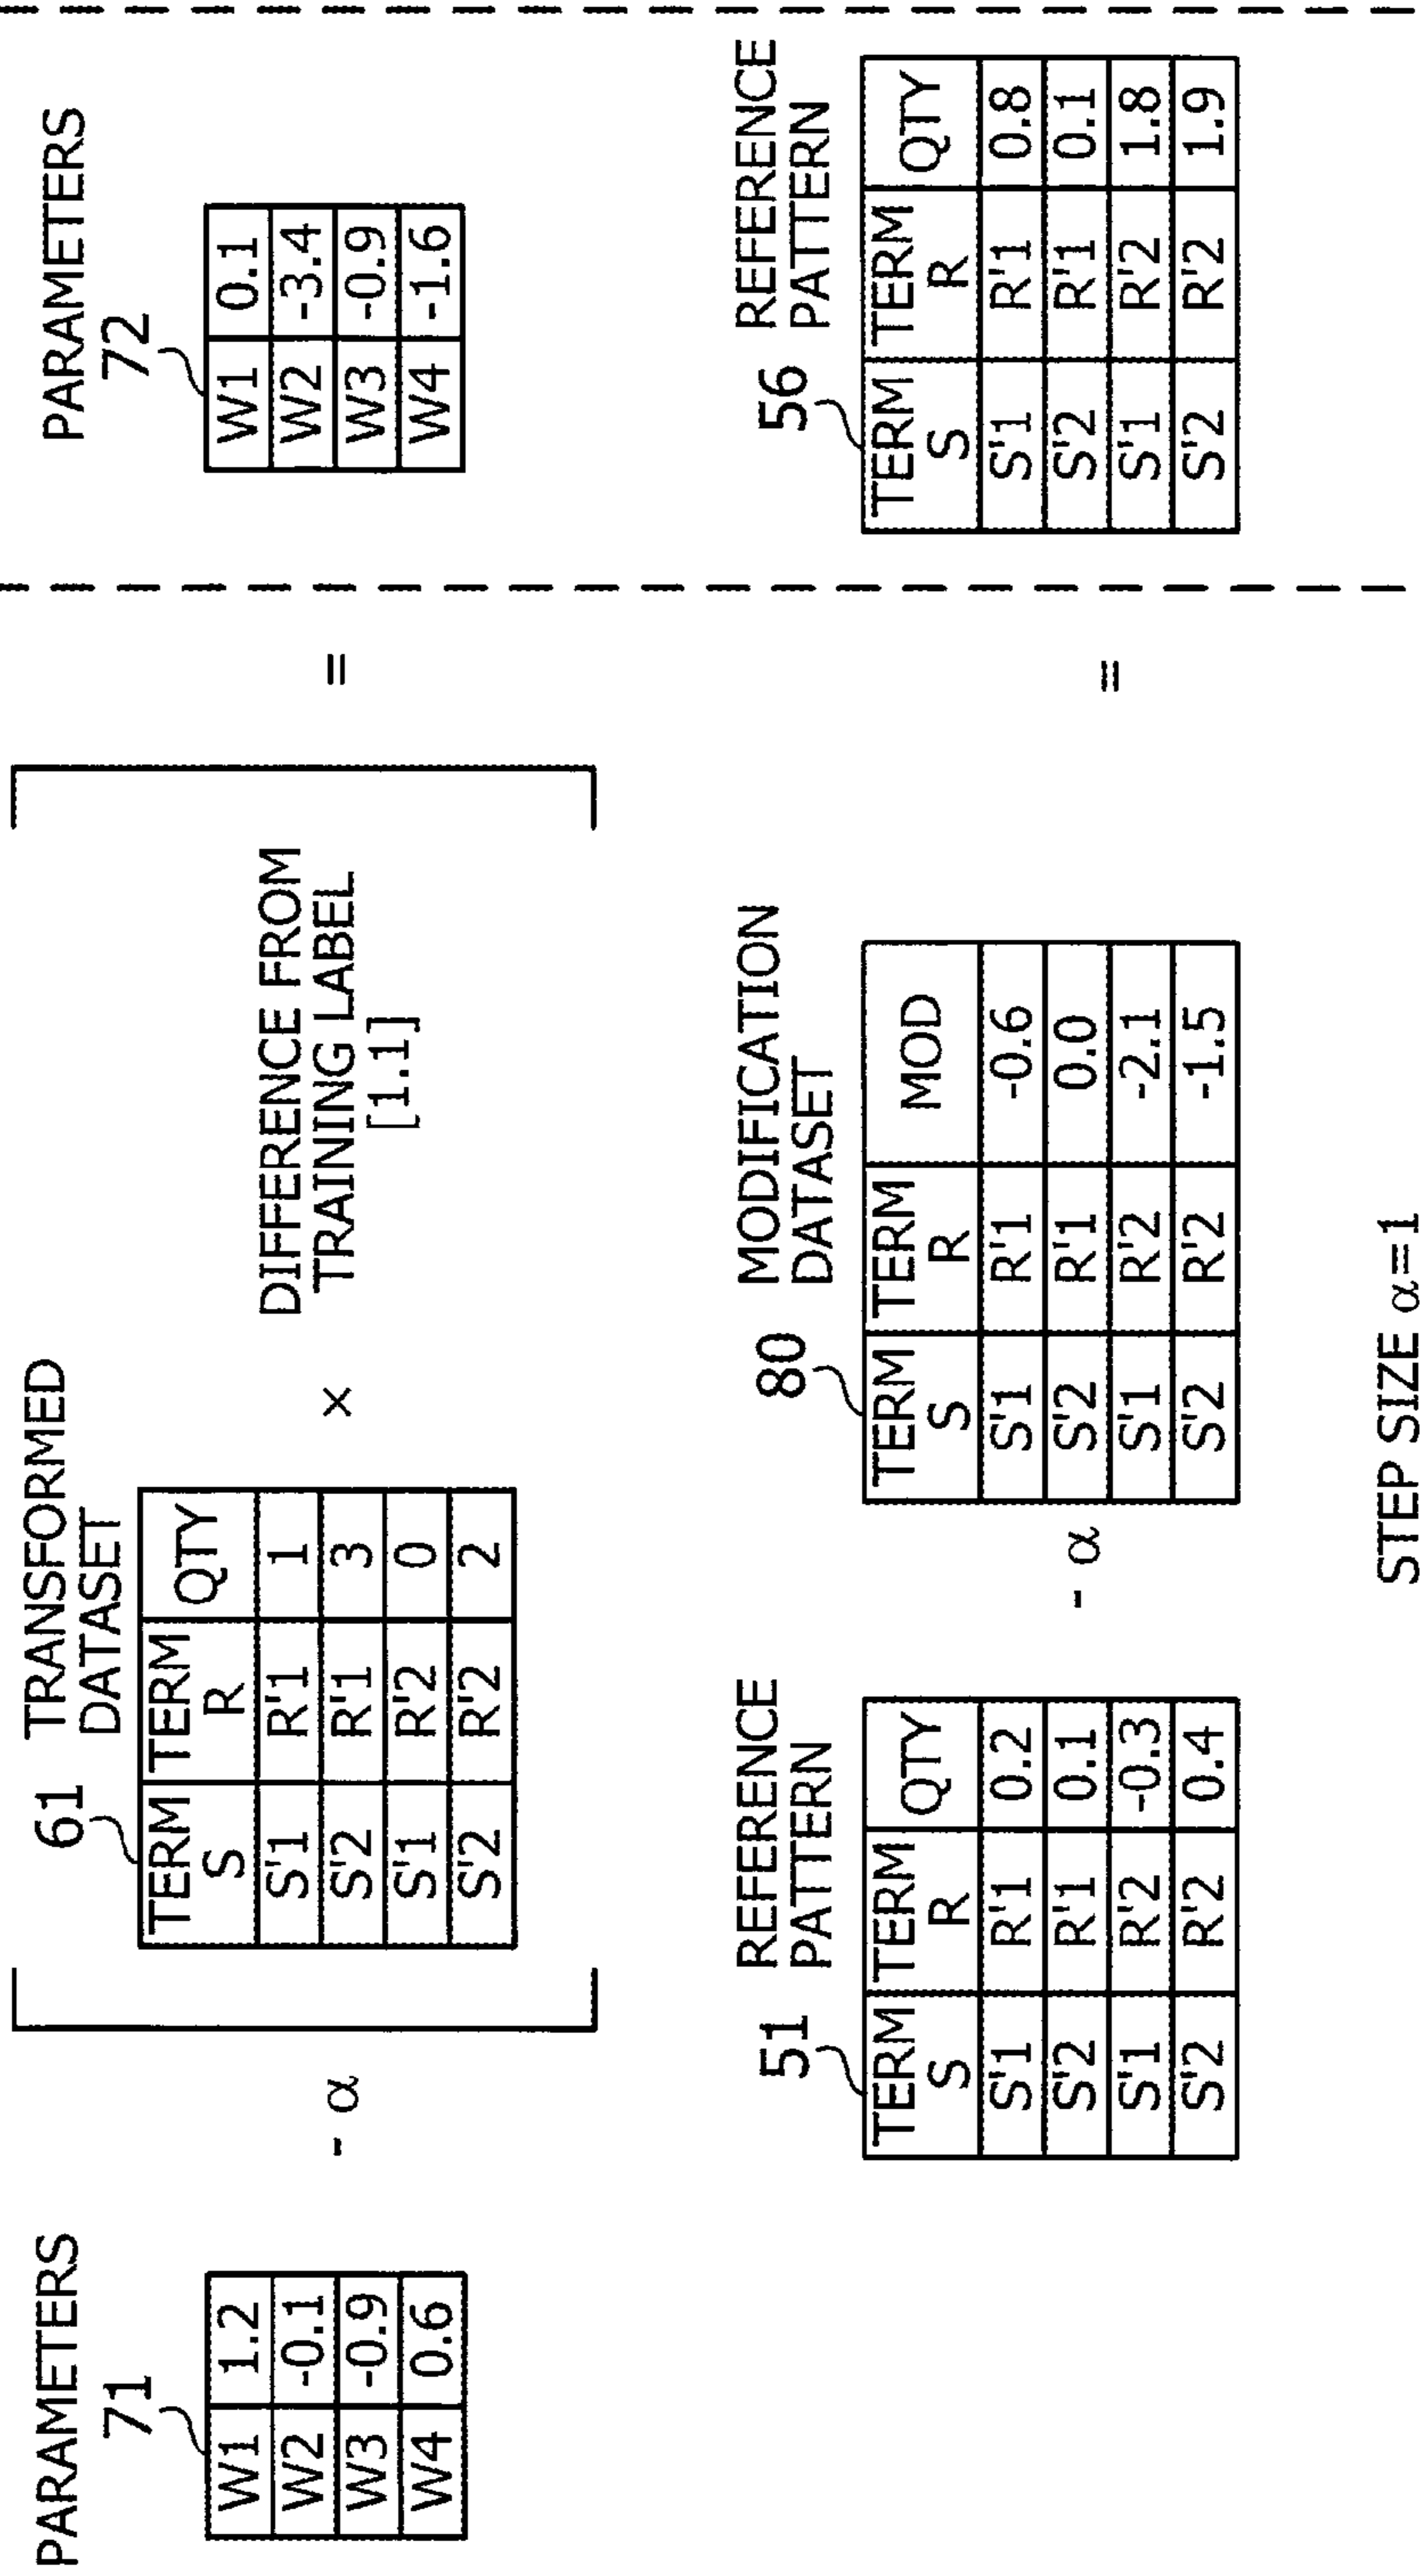 PARAMETERS
71
W1 1.2
W2 -0.1
W3 -0.9
W4 0.6
- α
61
TRANSFORMED
DATASET
TERM S TERM R QTY
S'1 R'1 1
S'2 R'1 3
S'1 R'2 0
S'2 R'2 2
×
DIFFERENCE FROM
TRAINING LABEL
[1.1]
=
PARAMETERS
72
W1 0.1
W2 -3.4
W3 -0.9
W4 -1.6
51
REFERENCE
PATTERN
TERM S TERM R QTY
S'1 R'1 0.2
S'2 R'1 0.1
S'1 R'2 -0.3
S'2 R'2 0.4
- α
80
MODIFICATION
DATASET
TERM S TERM R MOD
S'1 R'1 -0.6
S'2 R'1 0.0
S'1 R'2 -2.1
S'2 R'2 -1.5
=
56
REFERENCE
PATTERN
TERM S TERM R QTY
S'1 R'1 0.8
S'2 R'1 0.1
S'1 R'2 1.8
S'2 R'2 1.9
STEP SIZE α=1